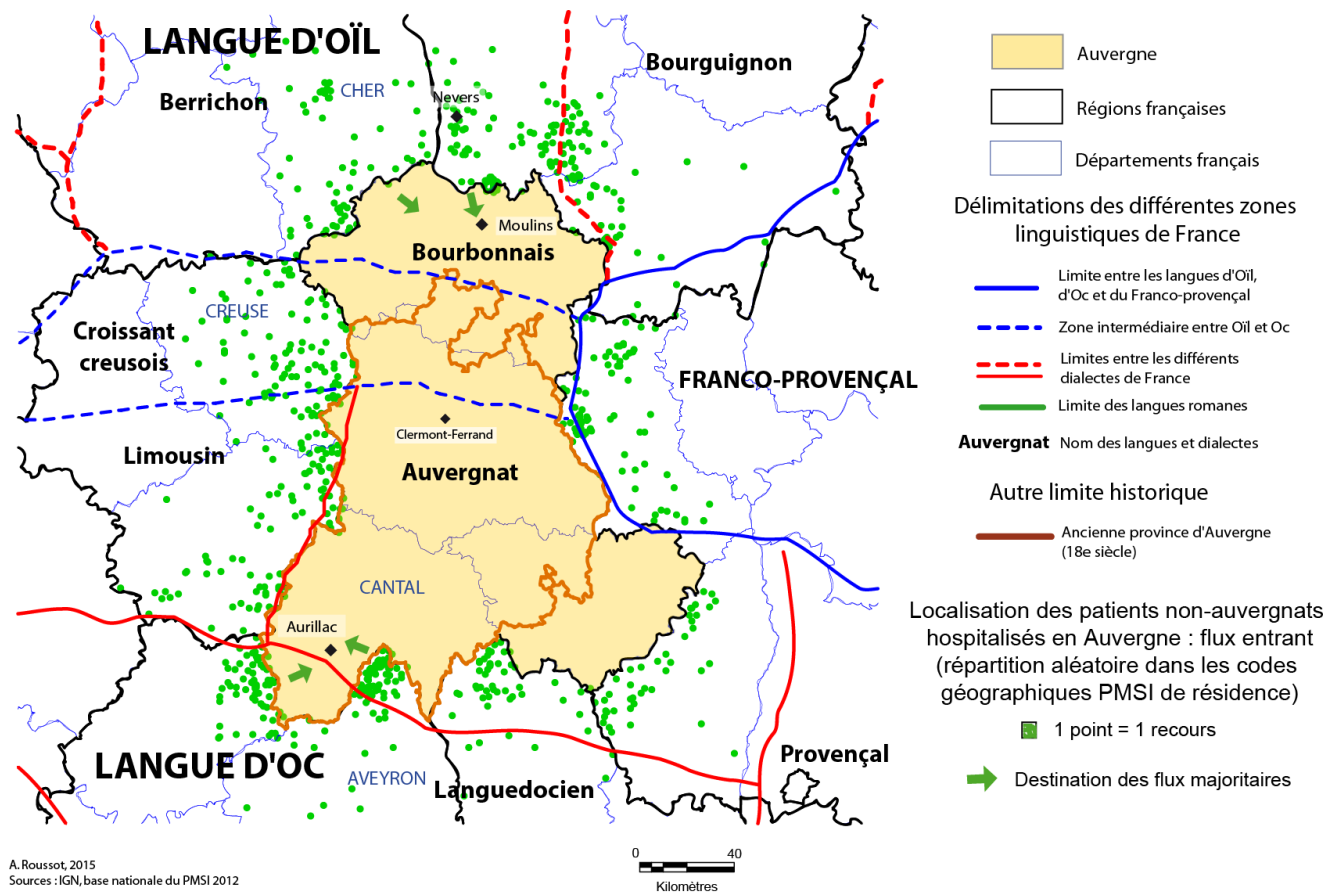 LANGUE D'OÏL
Bourguignon
Berrichon
CHER
Nevers
Moulins
Bourbonnais
CREUSE
Croissant
creusois
FRANCO-PROVENÇAL
Clermont-Ferrand
Limousin
Auvergnat
CANTAL
Aurillac
LANGUE D'OC
AVEYRON
Languedocien
Provençal
A. Roussot, 2015
Sources : IGN, base nationale du PMSI 2012
0 40
Kilomètres
Auvergne
Régions françaises
Départements français
Délimitations des différentes zones
linguistiques de France
Limite entre les langues d'Oïl,
d'Oc et du Franco-provençal
Zone intermédiaire entre Oïl et Oc
Limites entre les différents
dialectes de France
Limite des langues romanes
Auvergnat Nom des langues et dialectes
Autre limite historique
Ancienne province d'Auvergne
(18e siècle)
Localisation des patients non-auvergnats
hospitalisés en Auvergne : flux entrant
(répartition aléatoire dans les codes
géographiques PMSI de résidence)
1 point = 1 recours
Destination des flux majoritaires